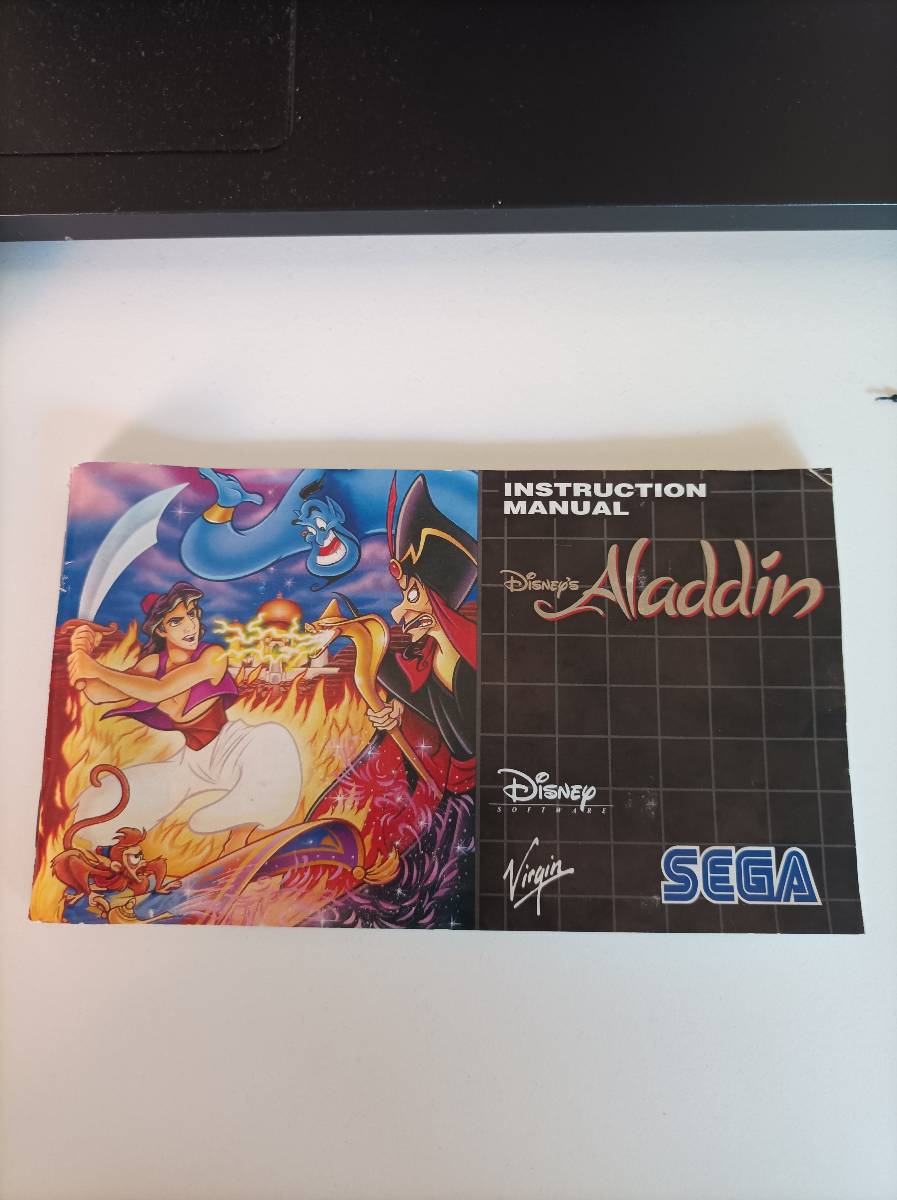 INSTRUCTION
MANUAL
Disney's Aladdin
Disney
SOFTWARE
Virgin
SEGA